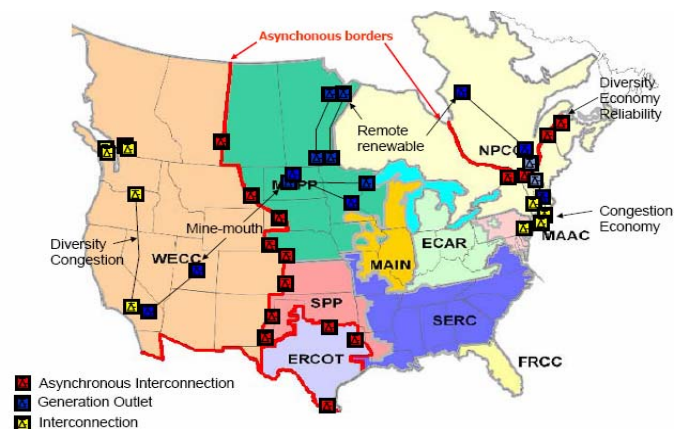 Asynchonous borders
Diversity
Economy
Reliability
Remote
renewable
NPCC
Mine-mouth
Congestion
Economy
MAAC
Diversity
Congestion
WECC
ECAR
MAIN
SPP
SERC
ERCOT
FRCC
Asynchronous Interconnection
Generation Outlet
Interconnection